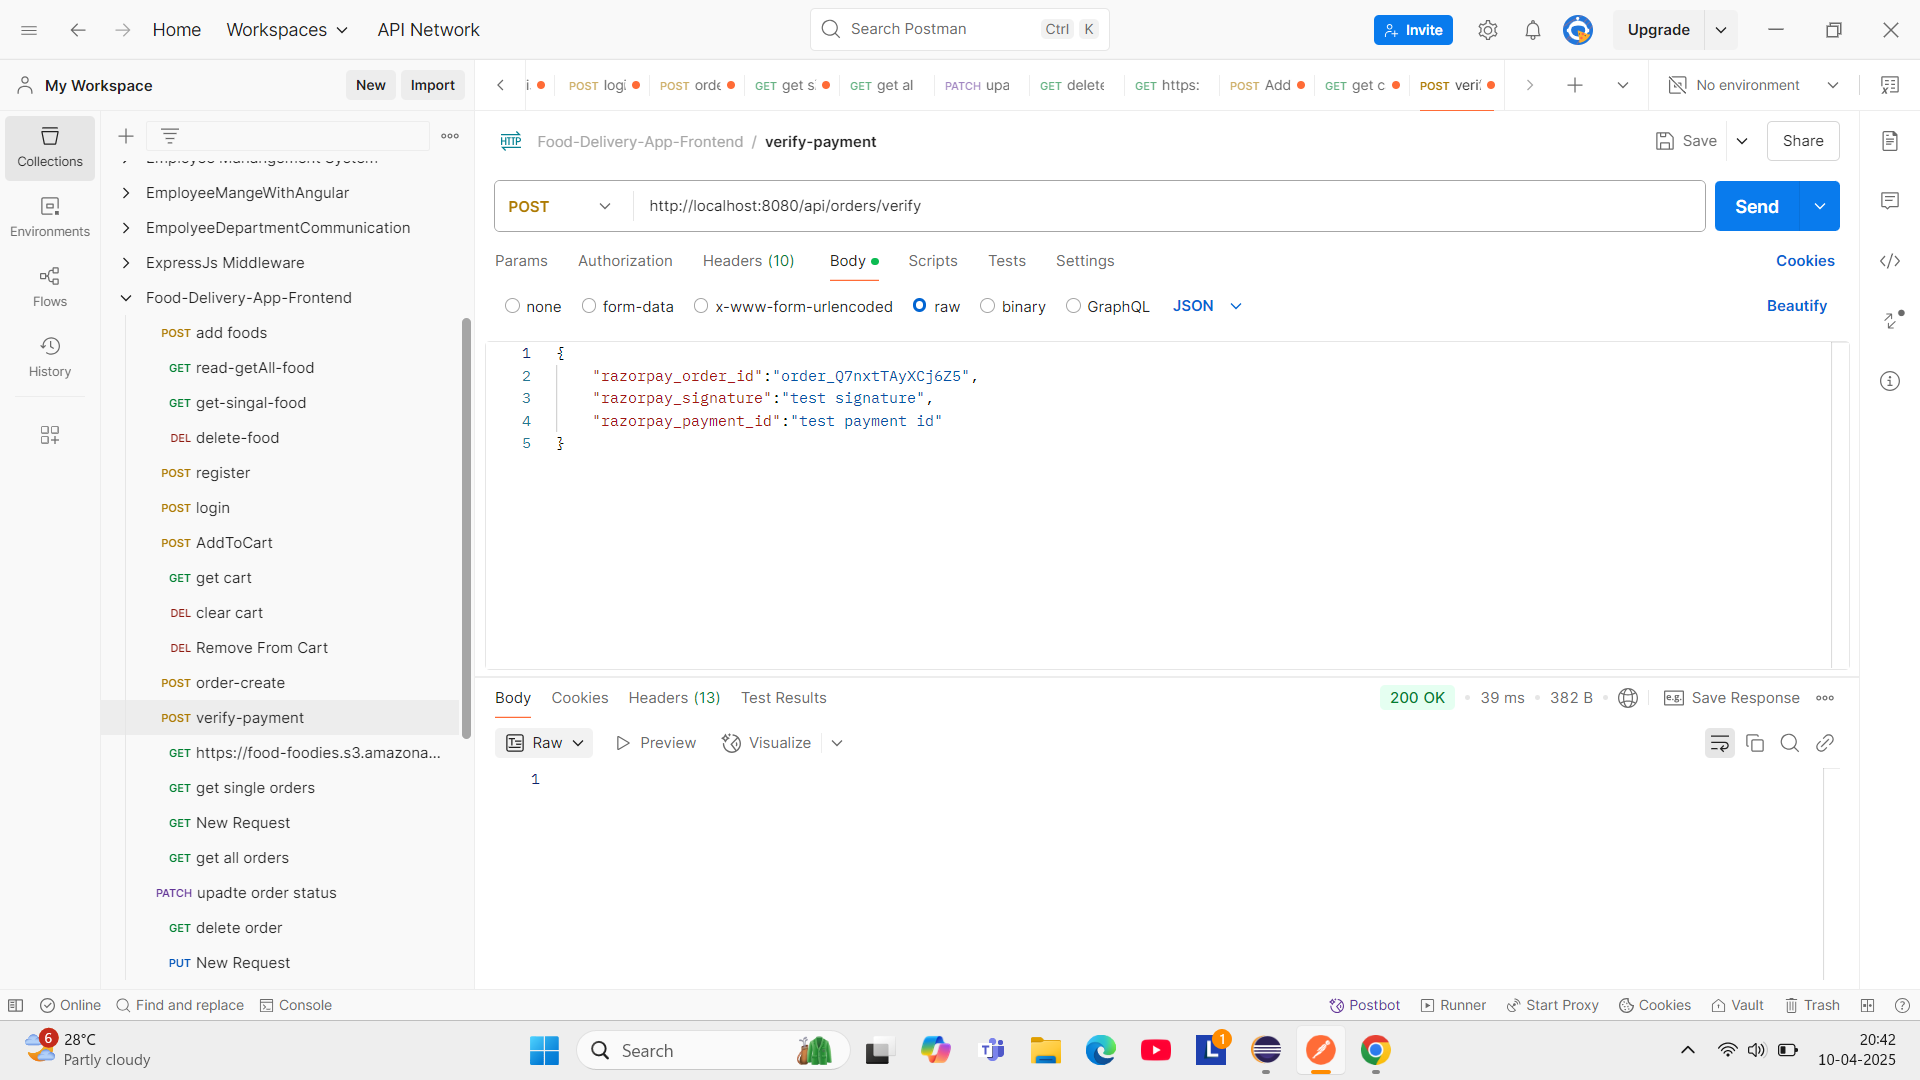 Home
Workspaces
API Network
Search Postman
Ctrl
K
Invite
Upgrade
My Workspace
New
Import
POST
POST
GET
GET get al
PATCH upa
GET delete
GET https:
POST Add
GET get c
POST
No environment
Collections
Environments
Flows
History
EmployeeMangeWithAngular
EmpolyeeDepartmentCommunication
ExpressJs Middleware
Food-Delivery-App-Frontend
POST add foods
GET read-getAll-food
GET get-singal-food
DEL delete-food
POST register
POST login
POST AddToCart
GET get cart
DEL clear cart
DEL Remove From Cart
POST order-create
POST verify-payment
GET https://food-foodies.s3.amazona...
GET get single orders
GET New Request
GET get all orders
PATCH upadte order status
GET delete order
PUT New Request
HTTP
Food-Delivery-App-Frontend / verify-payment
Save
Share
POST
http://localhost:8080/api/orders/verify
Send
Params
Authorization
Headers (10)
Body
Scripts
Tests
Settings
Cookies
none
form-data
x-www-form-urlencoded
raw
binary
GraphQL
JSON
Beautify
1 {
2 "razorpay_order_id":"order_Q7nxtTAyXCj6Z5",
3 "razorpay_signature":"test signature",
4 "razorpay_payment_id":"test payment id"
5 }
Body
Cookies
Headers (13)
Test Results
200 OK
39 ms
382 B
e.g.
Save Response
Raw
Preview
Visualize
1
Online
Find and replace
Console
Postbot
Runner
Start Proxy
Cookies
Vault
Trash
6
28°C
Partly cloudy
Search
L
1
20:42
10-04-2025